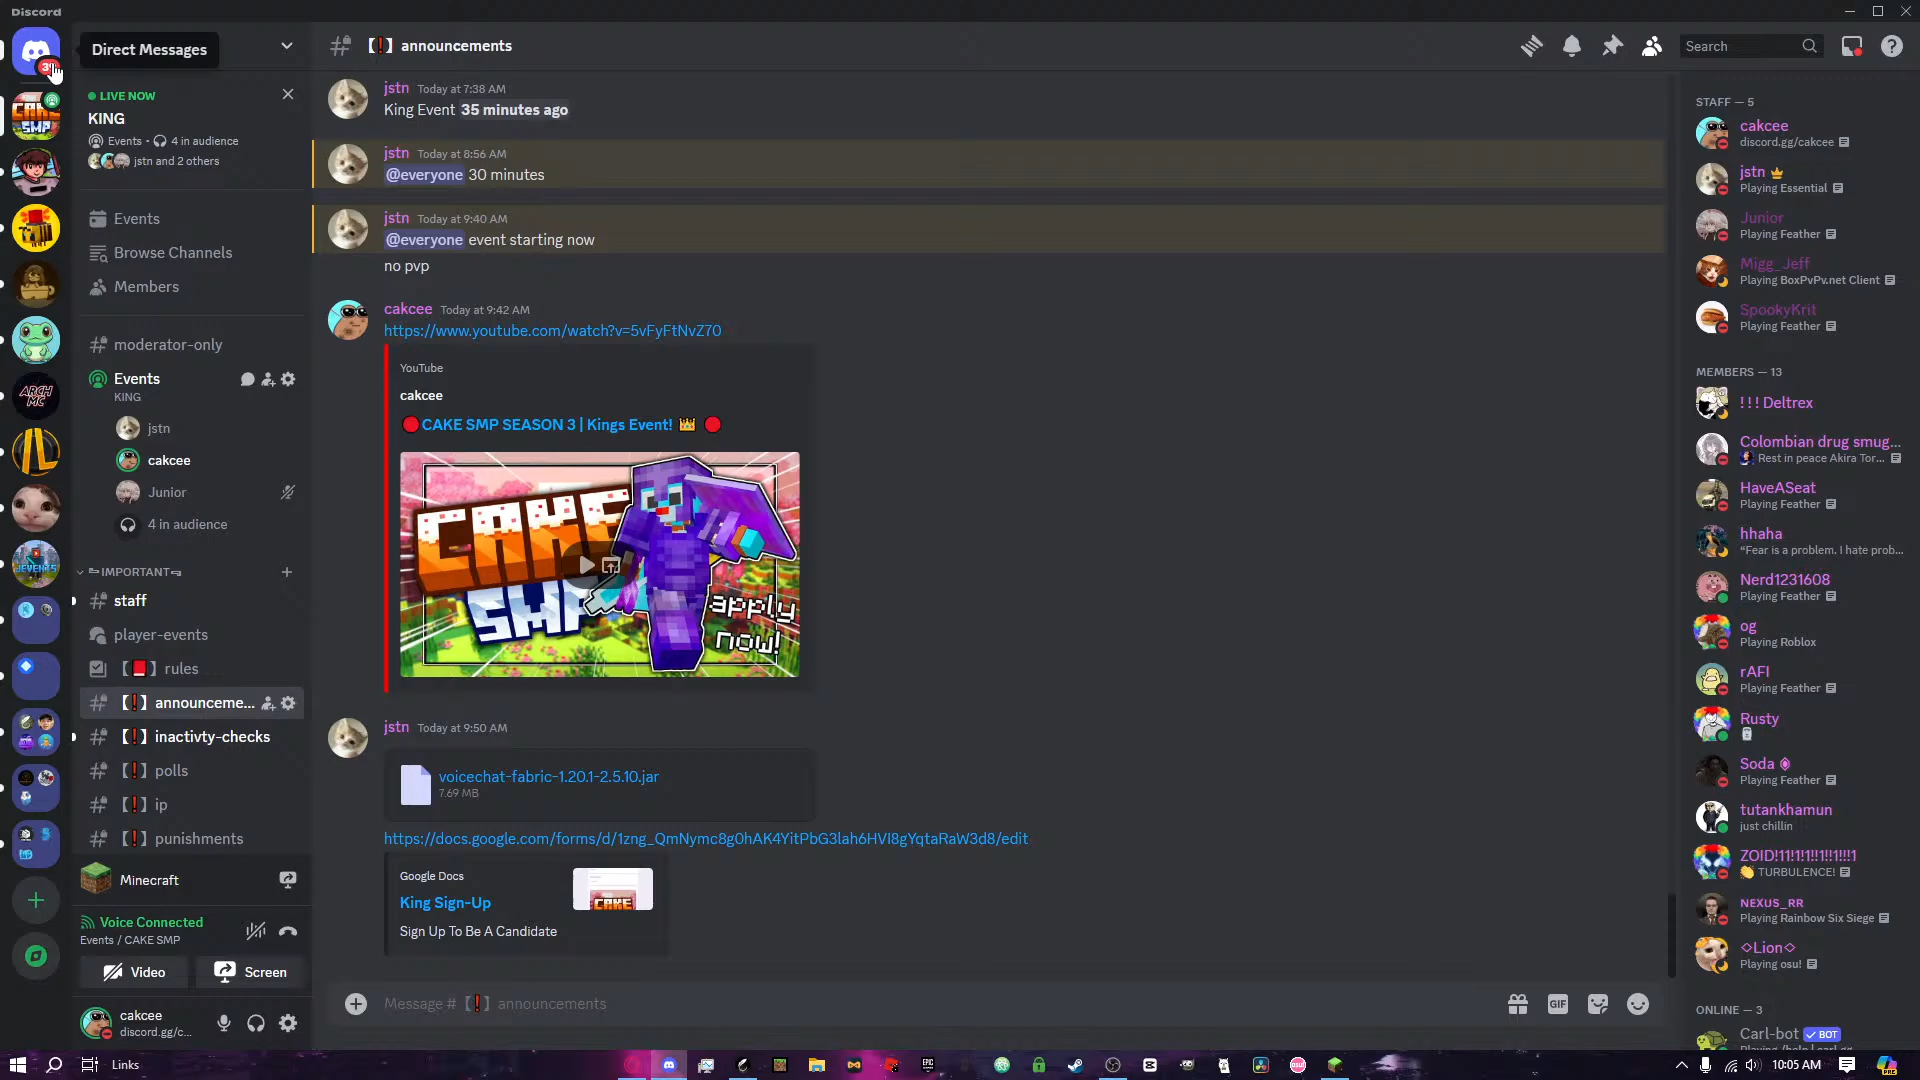 Discord
Direct Messages
LIVE NOW
KING
Events • 4 in audience
jstn and 2 others
Events
Browse Channels
Members
moderator-only
Events
KING
jstn
cakcee
Junior
4 in audience
IMPORTANT
staff
player-events
【】 rules
【❗】 announceme...
【❗】 inactivty-checks
【❗】 polls
【❗】 ip
【❗】 punishments
Minecraft
Voice Connected
Events / CAKE SMP
Video
Screen
cakcee
discord.gg/c...
【❗】 announcements
Search
jstn Today at 7:38 AM
King Event 35 minutes ago
jstn Today at 8:56 AM
@everyone 30 minutes
jstn Today at 9:40 AM
@everyone event starting now
no pvp
cakcee Today at 9:42 AM
https://www.youtube.com/watch?v=5vFyFtNvZ70
YouTube
cakcee
🔴CAKE SMP SEASON 3 | Kings Event! 👑 🔴
CAKE
SMP
apply
now!
jstn Today at 9:50 AM
voicechat-fabric-1.20.1-2.5.10.jar
7.69 MB
https://docs.google.com/forms/d/1zng_QmNymc8g0hAK4YitPbG3lah6HVI8gYqtaRaW3d8/edit
Google Docs
King Sign-Up
CAKE
Sign Up To Be A Candidate
Message # 【❗】 announcements
GIF
STAFF — 5
cakcee
discord.gg/cakcee
jstn
Playing Essential
Junior
Playing Feather
Migg_Jeff
Playing BoxPvPv.net Client
SpookyKrit
Playing Feather
MEMBERS — 13
! ! ! Deltrex
Colombian drug smug...
Rest in peace Akira Tor...
HaveASeat
Playing Feather
hhaha
“Fear is a problem. I hate prob...
Nerd1231608
Playing Feather
og
Playing Roblox
rAFI
Playing Feather
Rusty
Soda
Playing Feather
tutankhamun
just chillin
ZOID!11!1!1!!1!!1!!!1
👏 TURBULENCE!
NEXUS_RR
Playing Rainbow Six Siege
◇Lion◇
Playing osu!
ONLINE — 3
Carl-bot ✓ BOT
CAKE
SMP
ARCH
MC
JEVENTS
Links
EPIC
10:05 AM
PRE